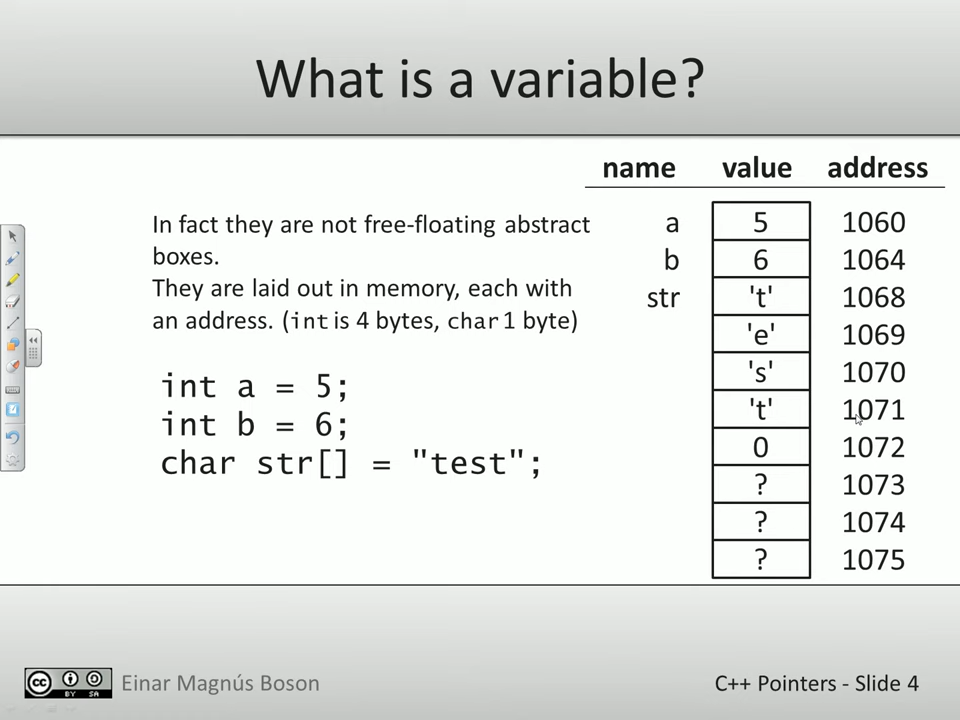 What is a variable?
name value address
In fact they are not free-floating abstract
boxes.
They are laid out in memory, each with
an address. (int is 4 bytes, char 1 byte)
int a = 5;
int b = 6;
char str[] = "test";
a 5 1060
b 6 1064
str 't' 1068
'e' 1069
's' 1070
't' 1071
0 1072
? 1073
? 1074
? 1075
cc BY SA
Einar Magnús Boson
C++ Pointers - Slide 4